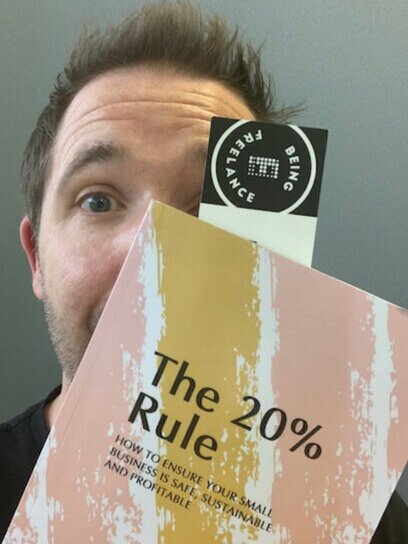 BEING
FREELANCE
The 20%
Rule
HOW TO ENSURE YOUR SMALL
BUSINESS IS SAFE, SUSTAINABLE
AND PROFITABLE